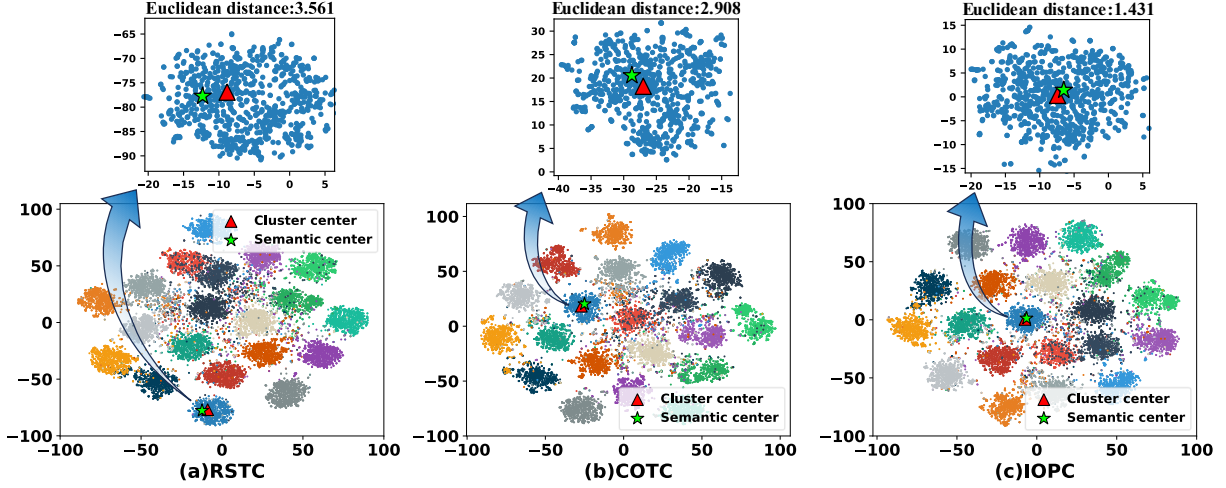 Euclidean distance:3.561
−65
−70
−75
−80
−85
−90
−20 −15 −10 −5 0 5
100
50
0
−50
−100
−100 −50 0 50 100
Cluster center
Semantic center
(a)RSTC
Euclidean distance:2.908
30
25
20
15
10
5
0
−40 −35 −30 −25 −20 −15
100
50
0
−50
−100
−100 −50 0 50 100
Cluster center
Semantic center
(b)COTC
Euclidean distance:1.431
15
10
5
0
−5
−10
−15
−20 −15 −10 −5 0 5
100
50
0
−50
−100
−100 −50 0 50 100
Cluster center
Semantic center
(c)IOPC